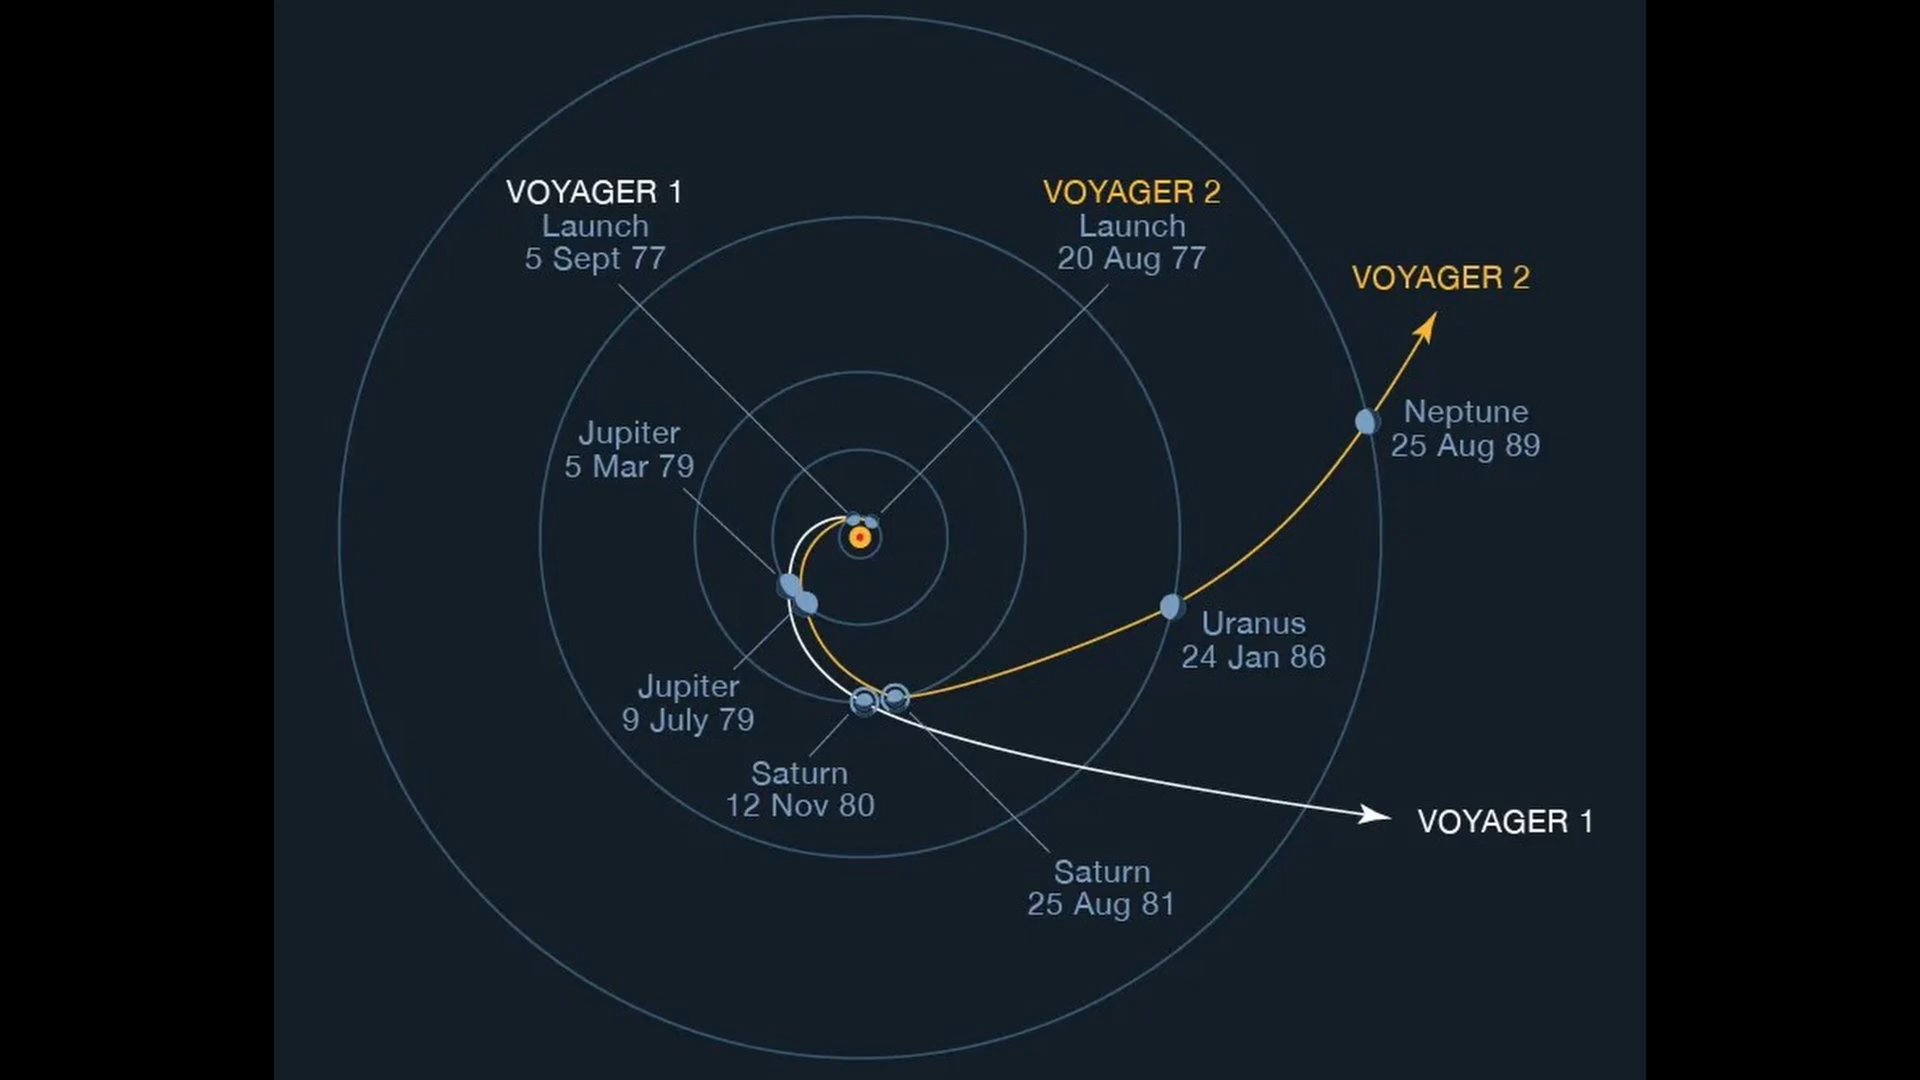 VOYAGER 1
Launch
5 Sept 77
VOYAGER 2
Launch
20 Aug 77
VOYAGER 2
Neptune
25 Aug 89
Jupiter
5 Mar 79
Uranus
24 Jan 86
Jupiter
9 July 79
Saturn
12 Nov 80
VOYAGER 1
Saturn
25 Aug 81